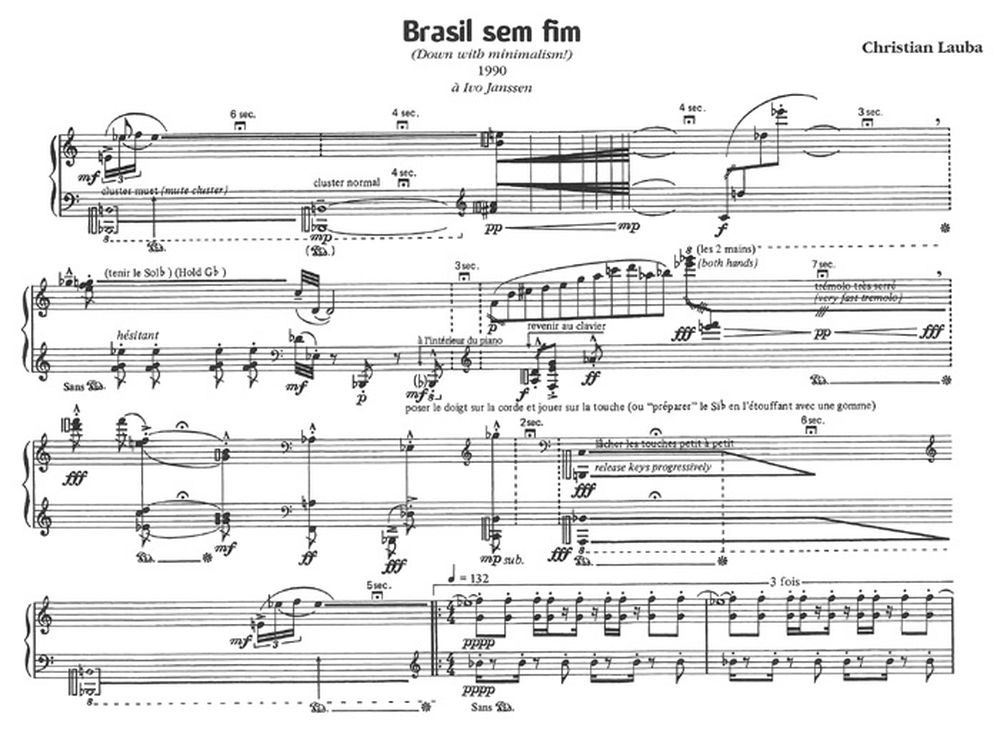 Brasil sem fim
(Down with minimalism!)
Christian Lauba
1990
à Ivo Janssen
6 sec.
4 sec.
4 sec.
3 sec.
3
mf
cluster muet (mute cluster)
cluster normal
4 sec.
mp
pp
mp
f
8
(tenir le Sol♭) (Hold G♭)
3 sec.
8 (les 2 mains)
(both hands)
7 sec.
trémolo très serré
(very fast tremolo)
hésitant
p
revenir au clavier
fff
pp
fff
à l'intérieur du piano
Sans Ped.
mf
p
mf
8
f
ff
poser le doigt sur la corde et jouer sur la touche (ou "préparer" le Si♭ en l'étouffant avec une gomme)
2 sec.
6 sec.
fff
lâcher les touches petit à petit
release keys progressively
fff
Ped.
mf
ff
fff
mp sub.
fff
8
Ped.
5 sec.
♩ = 132
3 fois
mf
3
4
4
pppp
pppp
8
Ped.
Sans Ped.